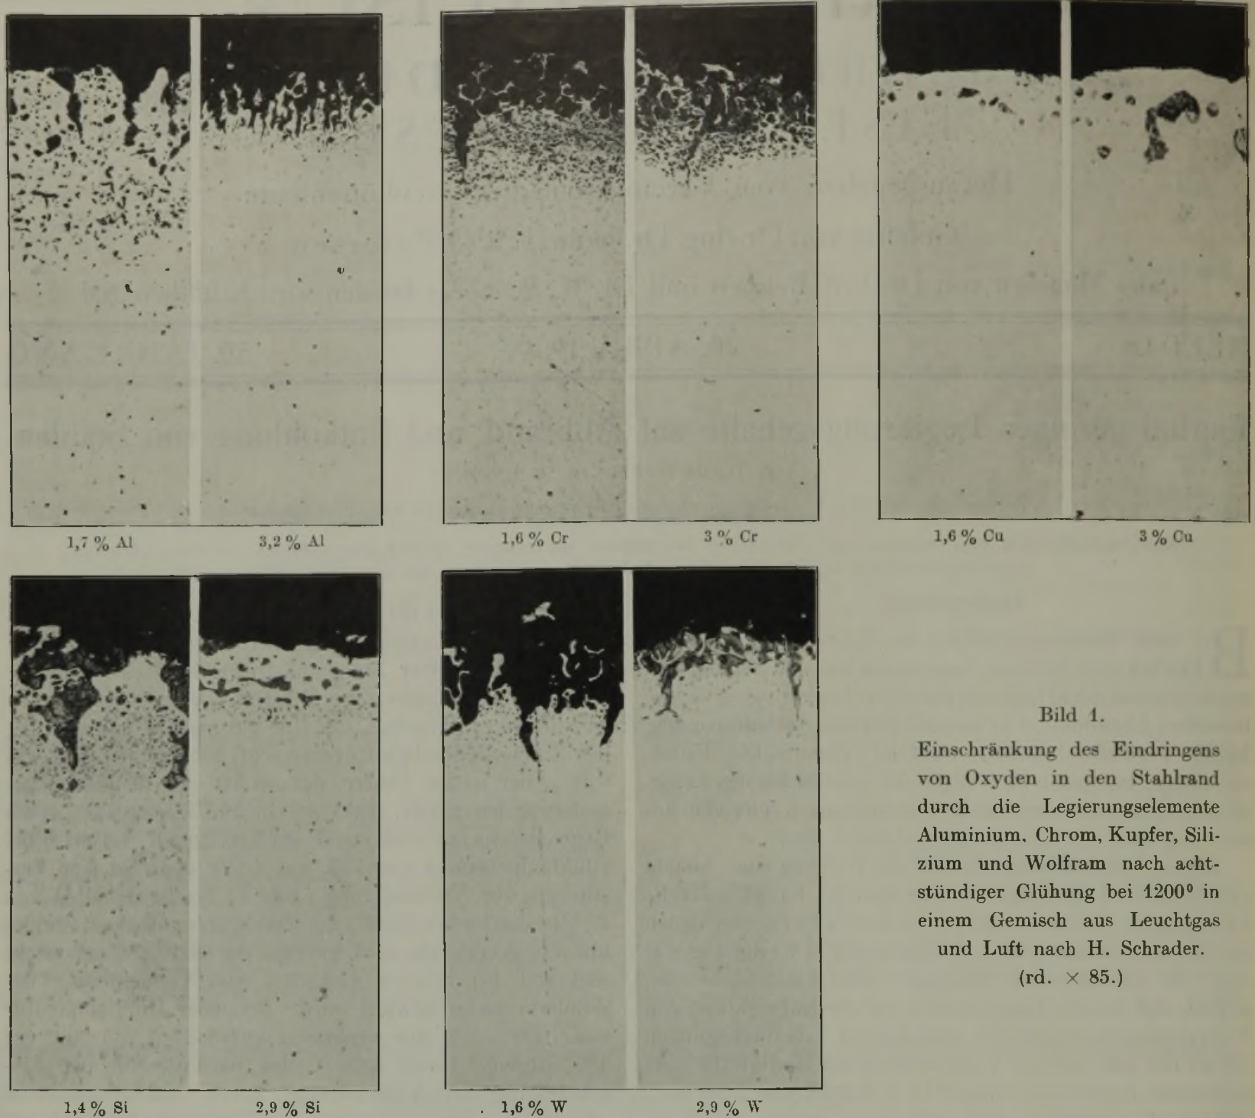 1,7 % Al
3,2 % Al
1,6 % Cr
3 % Cr
1,6 % Cu
3 % Cu
1,4 % Si
2,9 % Si
1,6 % W
2,9 % W
Bild 1.
Einschränkung des Eindringens
von Oxyden in den Stahlrand
durch die Legierungselemente
Aluminium, Chrom, Kupfer, Sili-
zium und Wolfram nach acht-
stündiger Glühung bei 1200⁰ in
einem Gemisch aus Leuchtgas
und Luft nach H. Schrader.
(rd. × 85.)